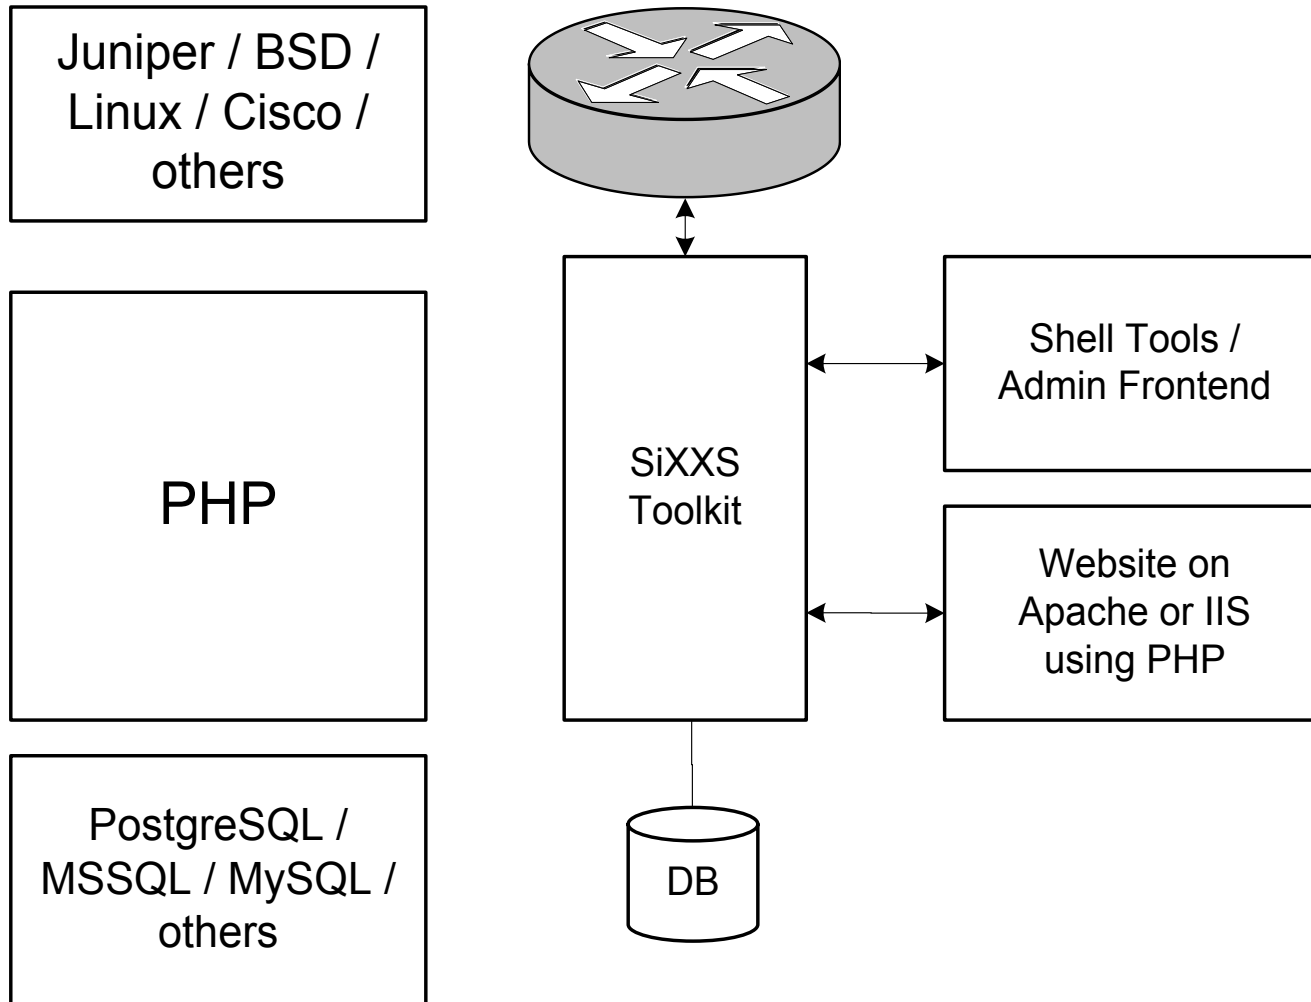 Juniper / BSD /
Linux / Cisco /
others
PHP
PostgreSQL /
MSSQL / MySQL /
others
SiXXS
Toolkit
DB
Shell Tools /
Admin Frontend
Website on
Apache or IIS
using PHP